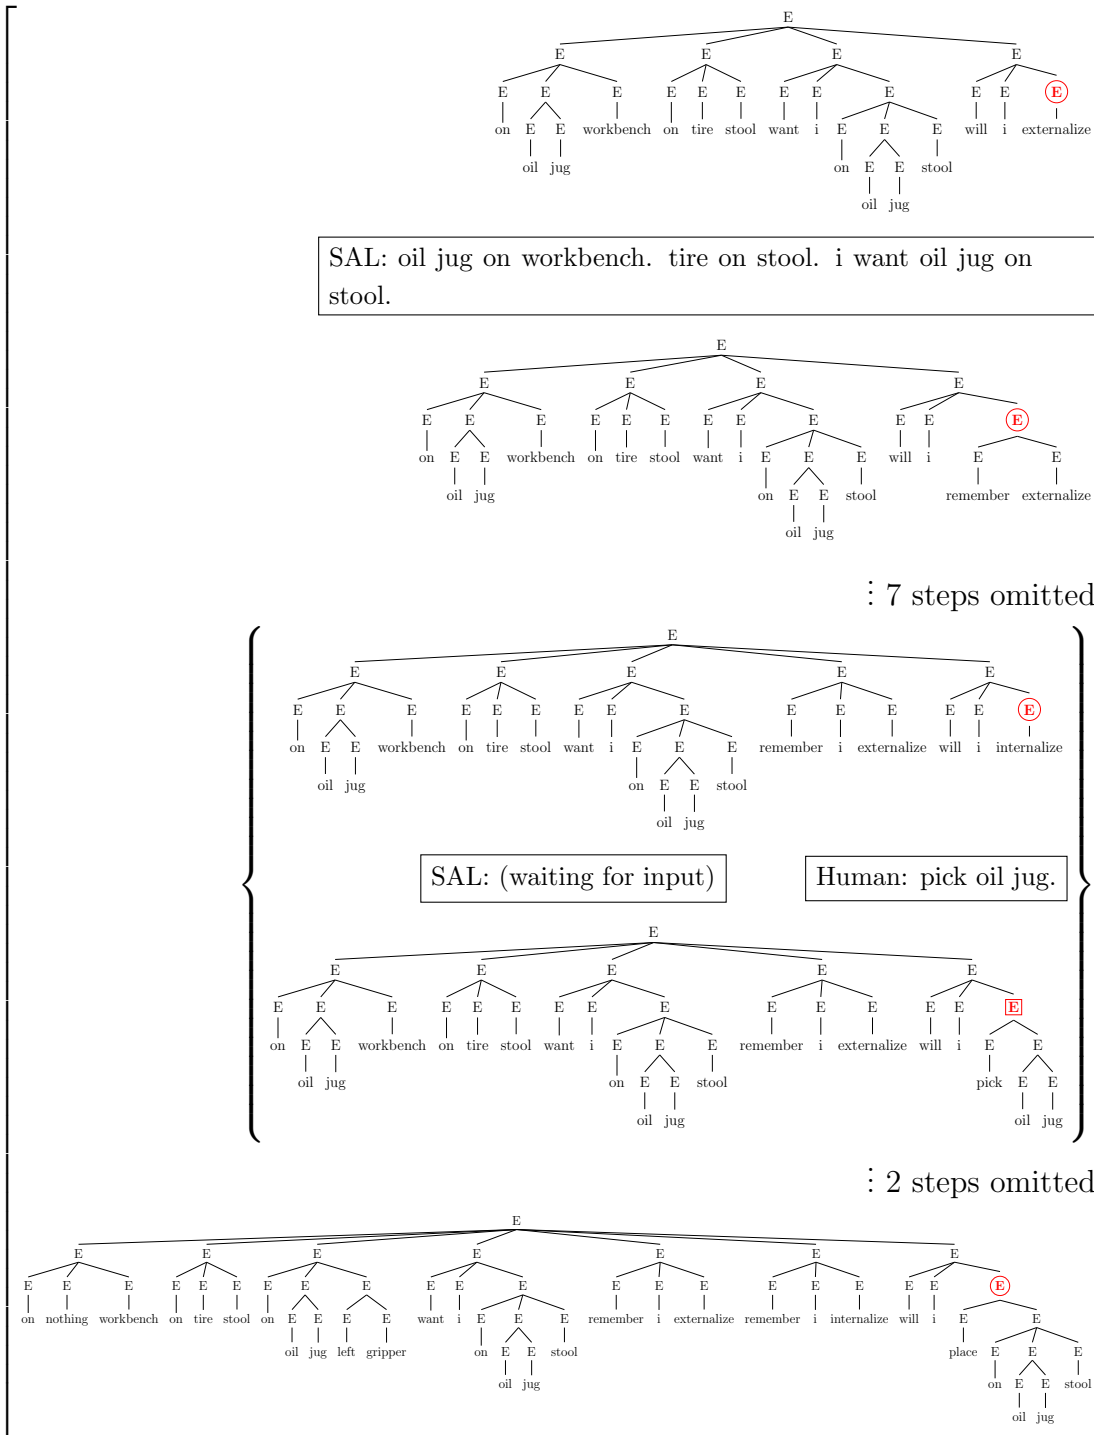 E
E E E E
E E E E E E E E E E E E
on E E workbench on tire stool want i E E E will i externalize
oil jug on E E stool
oil jug
SAL: oil jug on workbench. tire on stool. i want oil jug on
stool.
E
E E E E
E E E E E E E E E E E E
on E E workbench on tire stool want i E E E will i E E
oil jug on E E stool remember externalize
oil jug
⋮ 7 steps omitted
E
E E E E E
E E E E E E E E E E E E E E E
on E E workbench on tire stool want i E E E remember i externalize will i internalize
oil jug on E E stool
oil jug
SAL: (waiting for input) Human: pick oil jug.
E
E E E E E
E E E E E E E E E E E E E E E
on E E workbench on tire stool want i E E E remember i externalize will i E E
oil jug on E E stool pick E E
oil jug oil jug
⋮ 2 steps omitted
E
E E E E E E E
E E E E E E E E E E E E E E E E E E E E E
on nothing workbench on tire stool on E E E E want i E E E remember i externalize remember i internalize will i E E
oil jug left gripper on E E stool place E E E
oil jug on E E stool
oil jug